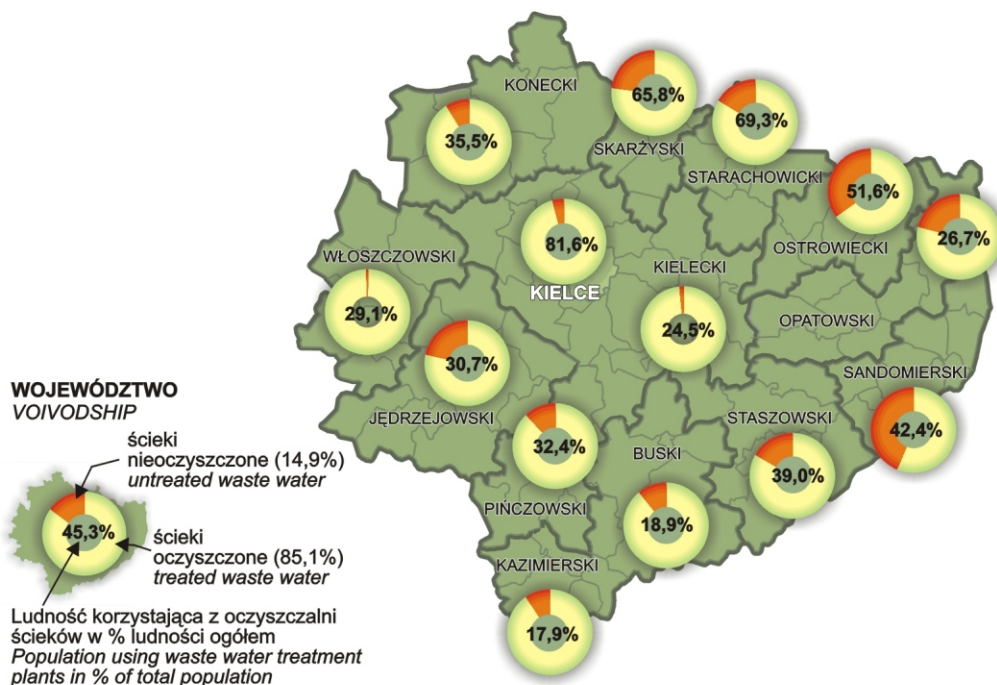 KONECKI
65,8%
69,3%
35,5%
SKARŻYSKI
STARACHOWICKI
51,6%
26,7%
81,6%
OSTROWIECKI
WŁOSZCZOWSKI
KIELECKI
KIELCE
29,1%
24,5%
OPATOWSKI
30,7%
SANDOMIERSKI
JĘDRZEJOWSKI
STASZOWSKI
42,4%
32,4%
BUSKI
39,0%
PIŃCZOWSKI
18,9%
KAZIMIERSKI
17,9%
WOJEWÓDZTWO
VOIVODSHIP
ścieki
nieoczyszczone (14,9%)
untreated waste water
45,3%
ścieki
oczyszczone (85,1%)
treated waste water
Ludność korzystająca z oczyszczalni
ścieków w % ludności ogółem
Population using waste water treatment
plants in % of total population